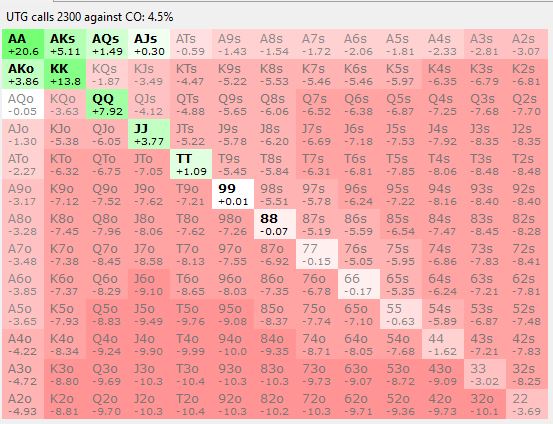 UTG calls 2300 against CO: 4.5%
AA AKs AQs AJs ATs A9s A8s A7s A6s A5s A4s A3s A2s
+20.6 +5.11 +1.49 +0.30 -0.59 -1.43 -1.54 -1.72 -2.06 -1.81 -2.33 -2.81 -3.07
AKo KK KQs KJs KTs K9s K8s K7s K6s K5s K4s K3s K2s
+3.86 +13.8 -1.87 -3.49 -4.47 -5.22 -5.53 -5.46 -5.46 -5.97 -6.35 -6.79 -6.81
AQo KQo QQ QJs QTs Q9s Q8s Q7s Q6s Q5s Q4s Q3s Q2s
-0.05 -3.63 +7.92 -4.12 -4.88 -5.65 -6.06 -6.52 -6.38 -6.87 -7.25 -7.68 -7.70
AJo KJo QJo JJ JTs J9s J8s J7s J6s J5s J4s J3s J2s
-1.30 -5.38 -6.05 +3.77 -5.22 -5.78 -6.20 -6.69 -7.18 -7.53 -7.92 -8.35 -8.35
ATo KTo QTo JTo TT T9s T8s T7s T6s T5s T4s T3s T2s
-2.27 -6.32 -6.75 -7.05 +1.09 -5.45 -5.84 -6.31 -6.81 -7.85 -8.06 -8.48 -8.48
A9o K9o Q9o J9o T9o 99 98s 97s 96s 95s 94s 93s 92s
-3.17 -7.12 -7.52 -7.62 -7.21 +0.01 -5.51 -5.78 -6.24 -7.22 -8.16 -8.40 -8.40
A8o K8o Q8o J8o T8o 98o 88 87s 86s 85s 84s 83s 82s
-3.28 -7.45 -7.96 -8.06 -7.62 -7.26 -0.07 -5.19 -5.59 -6.54 -7.47 -8.45 -8.28
A7o K7o Q7o J7o T7o 97o 87o 77 76s 75s 74s 73s 72s
-3.48 -7.38 -8.45 -8.58 -8.13 -7.55 -6.92 -0.15 -5.05 -5.95 -6.86 -7.83 -8.41
A6o K6o Q6o J6o T6o 96o 86o 76o 66 65s 64s 63s 62s
-3.85 -7.37 -8.29 -9.10 -8.65 -8.03 -7.35 -6.78 -0.17 -5.35 -6.24 -7.21 -7.81
A5o K5o Q5o J5o T5o 95o 85o 75o 65o 55 54s 53s 52s
-3.65 -7.93 -8.83 -9.49 -9.76 -9.08 -8.37 -7.74 -7.10 -0.63 -5.89 -6.87 -7.48
A4o K4o Q4o J4o T4o 94o 84o 74o 64o 54o 44 43s 42s
-4.22 -8.34 -9.24 -9.90 -9.99 -10.0 -9.35 -8.71 -8.05 -7.68 -1.62 -7.21 -7.83
A3o K3o Q3o J3o T3o 93o 83o 73o 63o 53o 43o 33 32s
-4.72 -8.80 -9.69 -10.3 -10.4 -10.3 -10.3 -9.73 -9.07 -8.72 -9.09 -3.02 -8.25
A2o K2o Q2o J2o T2o 92o 82o 72o 62o 52o 42o 32o 22
-4.93 -8.81 -9.70 -10.3 -10.4 -10.3 -10.2 -10.2 -9.71 -9.36 -9.73 -10.1 -3.69